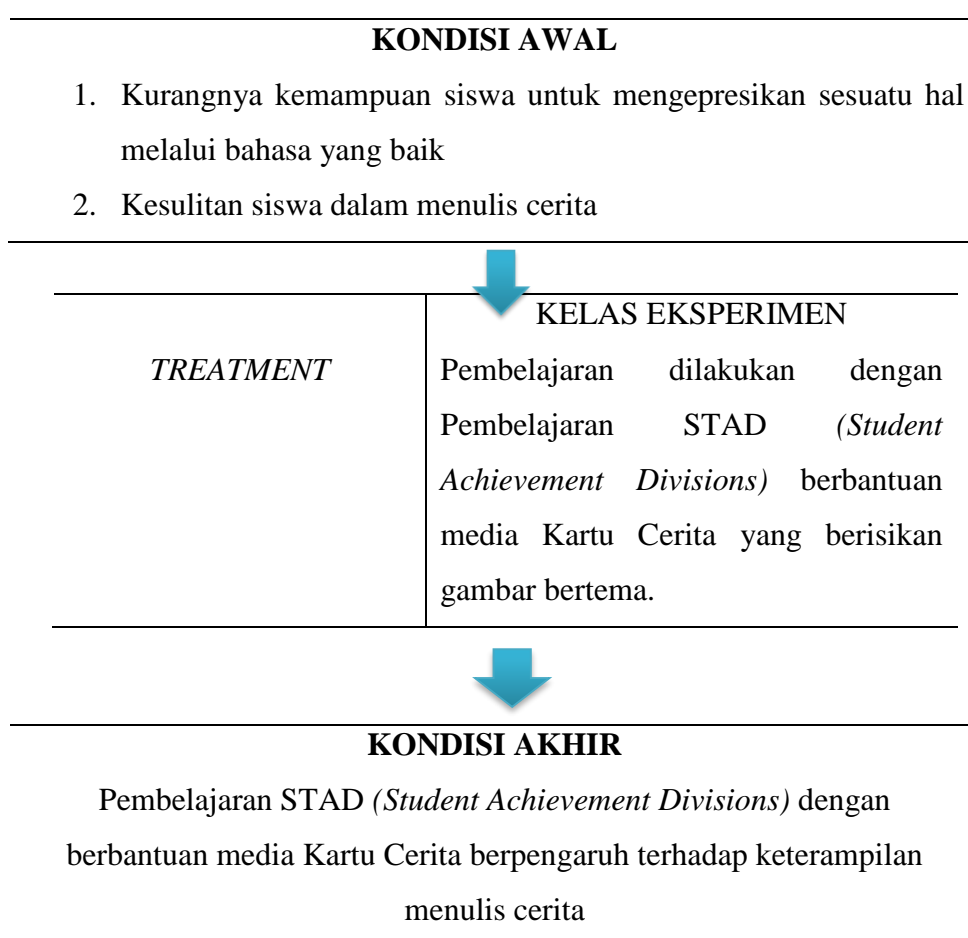 KONDISI AWAL
1. Kurangnya kemampuan siswa untuk mengepresikan sesuatu hal
melalui bahasa yang baik
2. Kesulitan siswa dalam menulis cerita
TREATMENT
KELAS EKSPERIMEN
Pembelajaran dilakukan dengan
Pembelajaran STAD (Student
Achievement Divisions) berbantuan
media Kartu Cerita yang berisikan
gambar bertema.
KONDISI AKHIR
Pembelajaran STAD (Student Achievement Divisions) dengan
berbantuan media Kartu Cerita berpengaruh terhadap keterampilan
menulis cerita